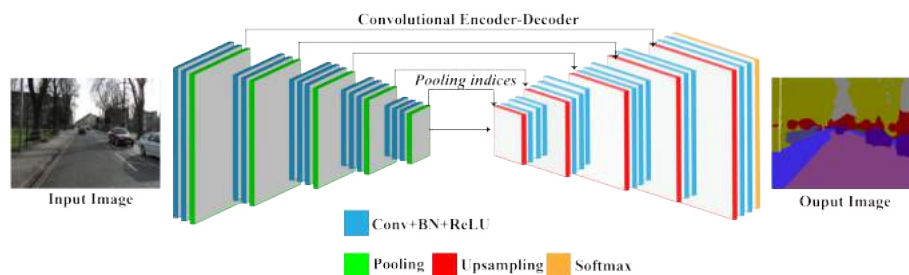 Convolutional Encoder-Decoder
Pooling indices
Input Image
Ouput Image
Conv+BN+ReLU
Pooling
Upsampling
Softmax